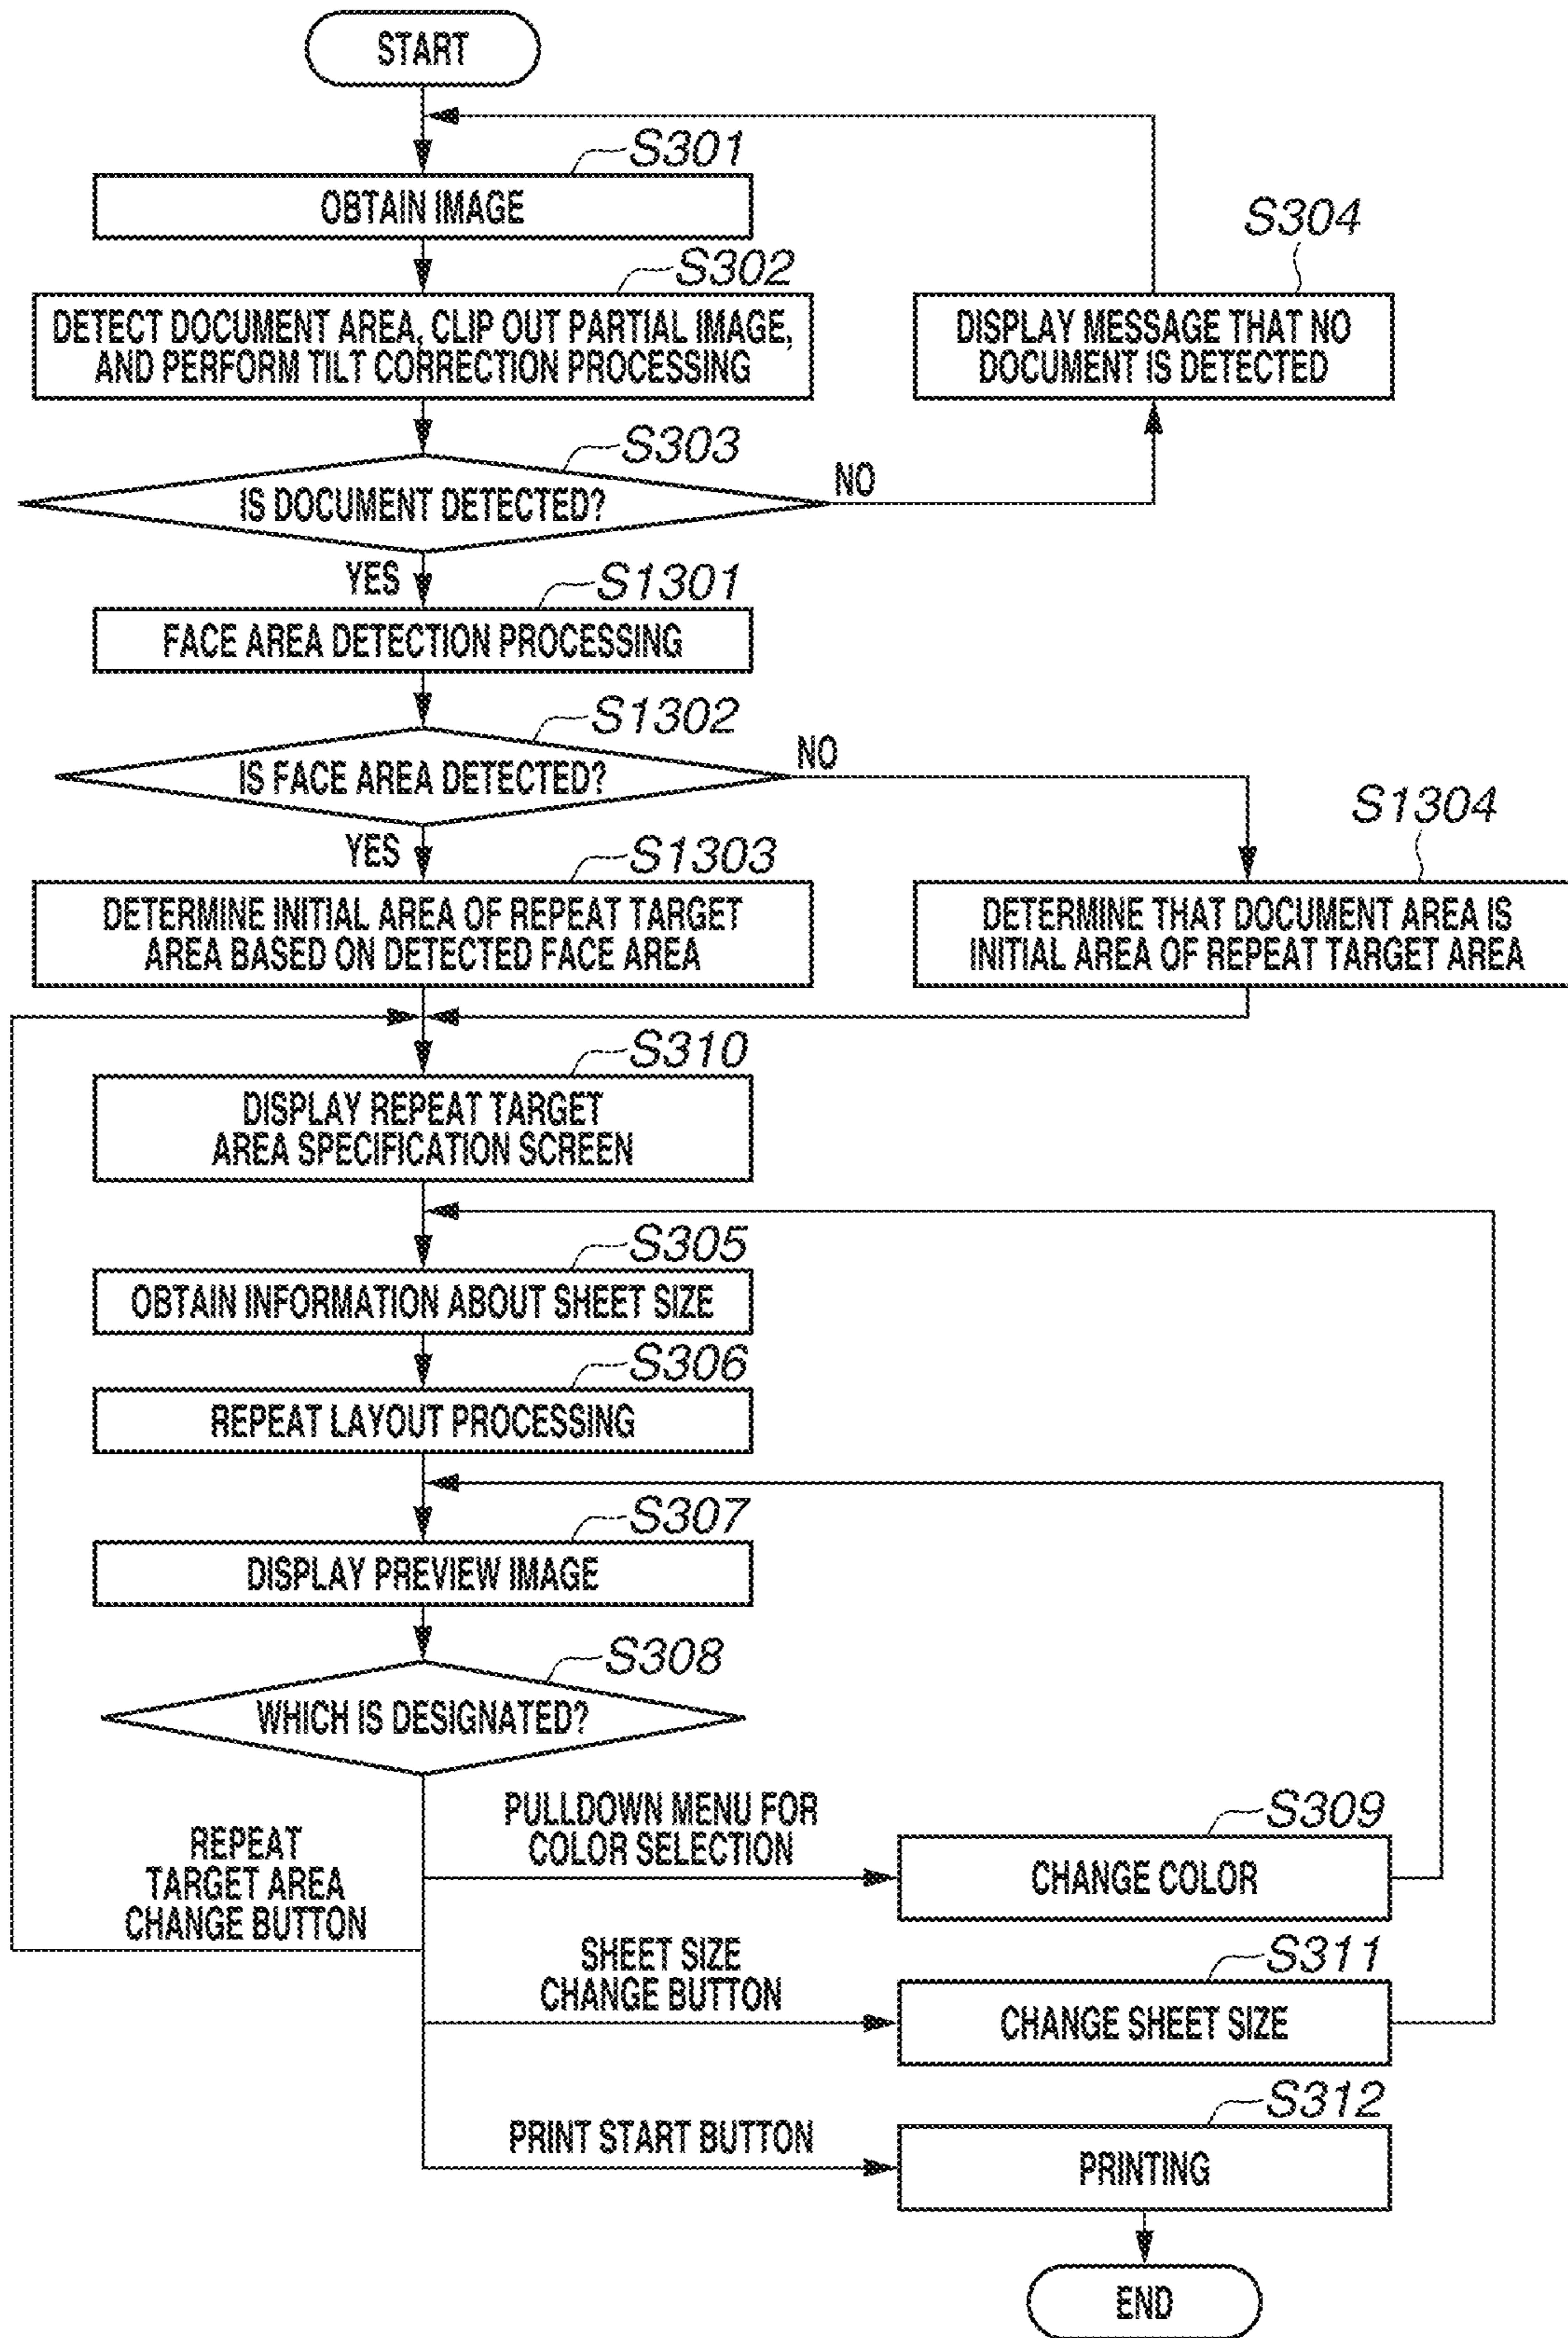 START
S301
OBTAIN IMAGE
S302
DETECT DOCUMENT AREA, CLIP OUT PARTIAL IMAGE,
AND PERFORM TILT CORRECTION PROCESSING
S304
DISPLAY MESSAGE THAT NO
DOCUMENT IS DETECTED
S303
IS DOCUMENT DETECTED?
NO
YES
S1301
FACE AREA DETECTION PROCESSING
S1302
IS FACE AREA DETECTED?
NO
YES
S1303
DETERMINE INITIAL AREA OF REPEAT TARGET
AREA BASED ON DETECTED FACE AREA
S1304
DETERMINE THAT DOCUMENT AREA IS
INITIAL AREA OF REPEAT TARGET AREA
S310
DISPLAY REPEAT TARGET
AREA SPECIFICATION SCREEN
S305
OBTAIN INFORMATION ABOUT SHEET SIZE
S306
REPEAT LAYOUT PROCESSING
S307
DISPLAY PREVIEW IMAGE
S308
WHICH IS DESIGNATED?
REPEAT
TARGET AREA
CHANGE BUTTON
PULLDOWN MENU FOR
COLOR SELECTION
S309
CHANGE COLOR
SHEET SIZE
CHANGE BUTTON
S311
CHANGE SHEET SIZE
PRINT START BUTTON
S312
PRINTING
END